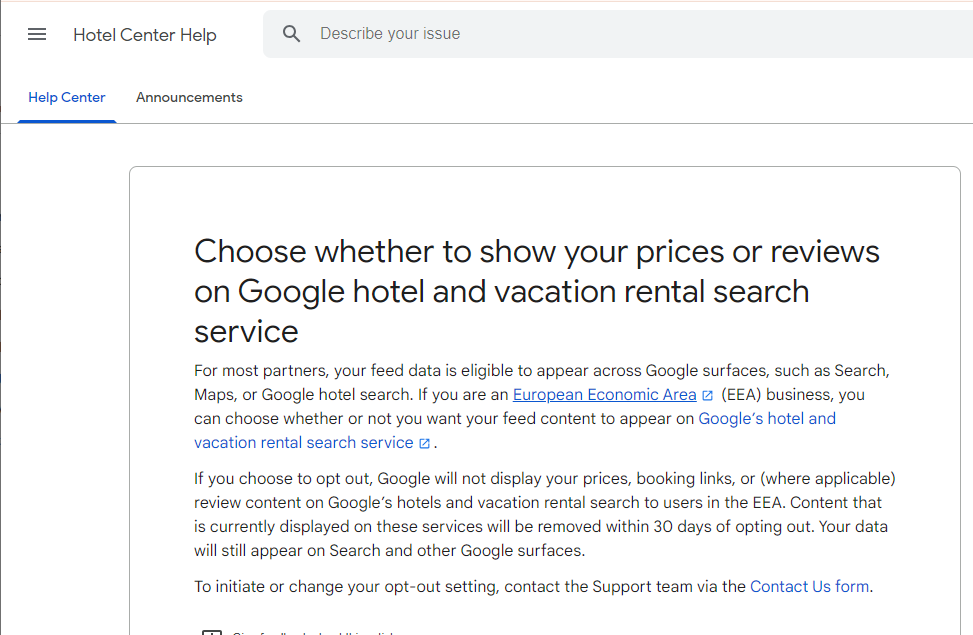 Hotel Center Help
Describe your issue
Help Center
Announcements
Choose whether to show your prices or reviews
on Google hotel and vacation rental search
service
For most partners, your feed data is eligible to appear across Google surfaces, such as Search,
Maps, or Google hotel search. If you are an European Economic Area (EEA) business, you
can choose whether or not you want your feed content to appear on Google's hotel and
vacation rental search service.
If you choose to opt out, Google will not display your prices, booking links, or (where applicable)
review content on Google's hotels and vacation rental search to users in the EEA. Content that
is currently displayed on these services will be removed within 30 days of opting out. Your data
will still appear on Search and other Google surfaces.
To initiate or change your opt-out setting, contact the Support team via the Contact Us form.